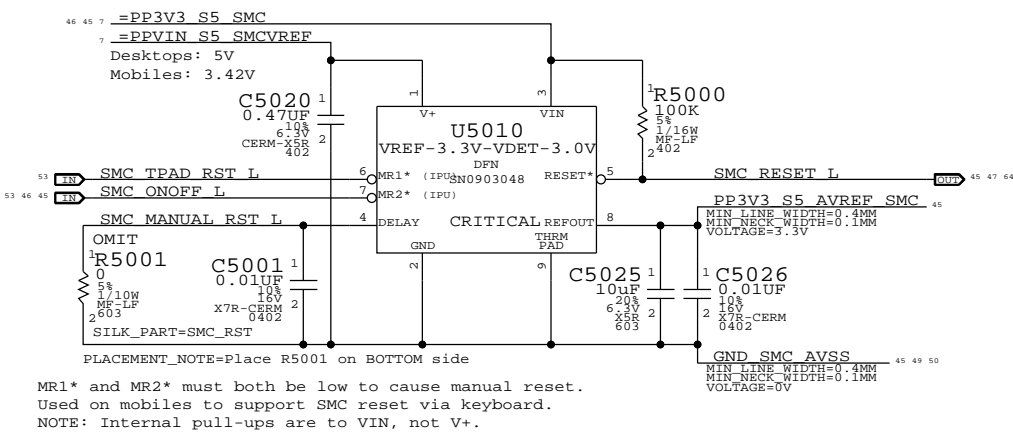 46 45 7 =PP3V3_S5_SMC
7 =PPVIN_S5_SMCVREF
Desktops: 5V
Mobiles: 3.42V
C5020 1
0.47UF
10%
6.3V
CERM-X5R 2
402
1
V+
3
VIN
U5010
VREF-3.3V-VDET-3.0V
DFN
SN0903048
1 R5000
100K
5%
1/16W
MF-LF
2 402
53 IN SMC_TPAD_RST_L 6 MR1* (IPU)
53 46 45 IN SMC_ONOFF_L 7 MR2* (IPU)
RESET* 5 SMC_RESET_L OUT 45 47 64
SMC_MANUAL_RST_L 4 DELAY
CRITICAL REFOUT 8
PP3V3_S5_AVREF_SMC 45
MIN_LINE_WIDTH=0.4MM
MIN_NECK_WIDTH=0.1MM
VOLTAGE=3.3V
GND
2
THRM
PAD
9
OMIT
1 R5001
0
5%
1/10W
MF-LF
2 603
SILK_PART=SMC_RST
C5001 1
0.01UF
10%
16V
X7R-CERM 2
0402
C5025 1
10uF
20%
6.3V
X5R 2
603
1 C5026
0.01UF
10%
2 16V
X7R-CERM
0402
PLACEMENT_NOTE=Place R5001 on BOTTOM side
GND_SMC_AVSS 45 49 50
MIN_LINE_WIDTH=0.4MM
MIN_NECK_WIDTH=0.1MM
VOLTAGE=0V
MR1* and MR2* must both be low to cause manual reset.
Used on mobiles to support SMC reset via keyboard.
NOTE: Internal pull-ups are to VIN, not V+.